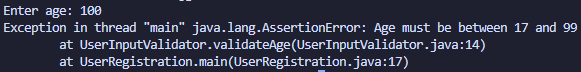 Enter age: 100
Exception in thread "main" java.lang.AssertionError: Age must be between 17 and 99
at UserInputValidator.validateAge(UserInputValidator.java:14)
at UserRegistration.main(UserRegistration.java:17)